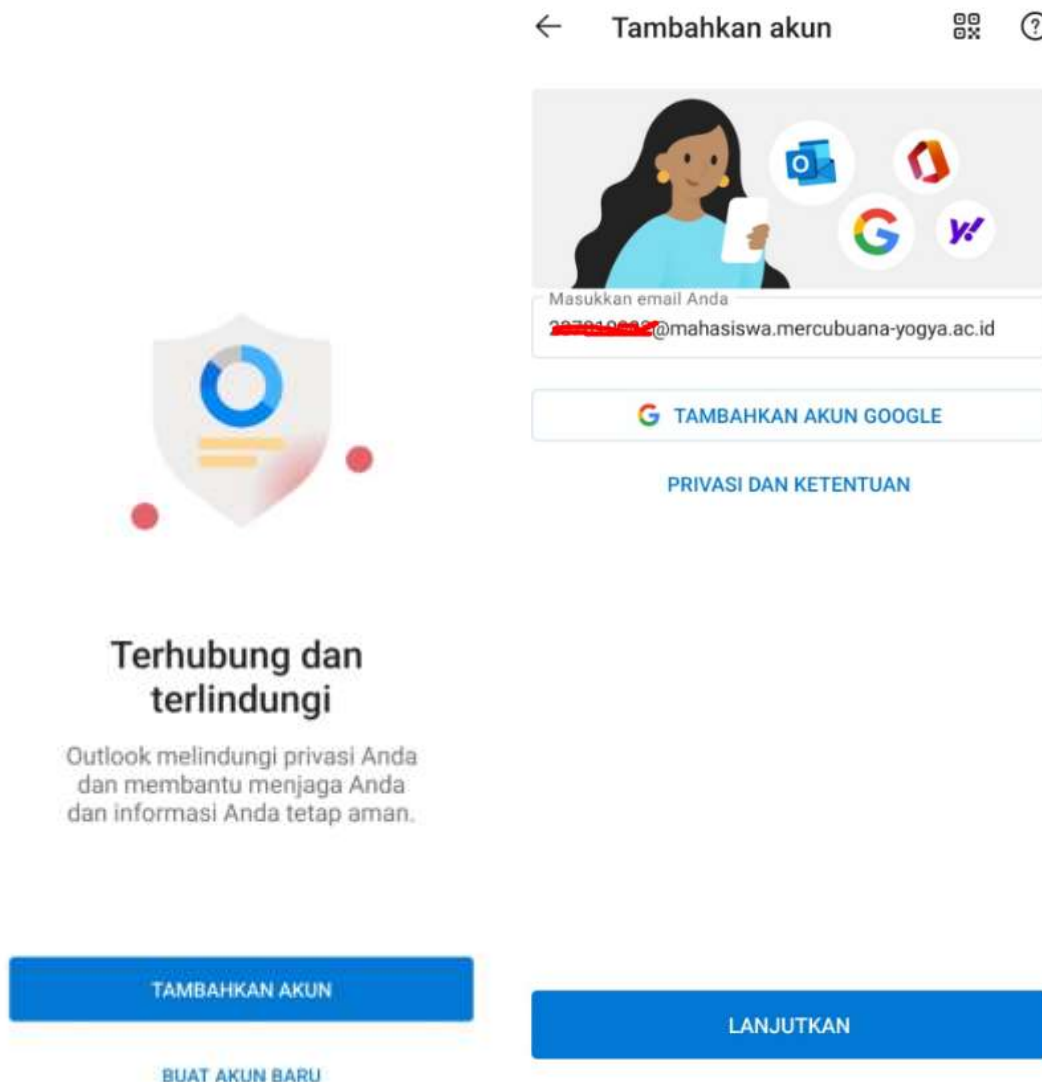 Terhubung dan
terlindungi
Outlook melindungi privasi Anda
dan membantu menjaga Anda
dan informasi Anda tetap aman.
TAMBAHKAN AKUN
BUAT AKUN BARU
Tambahkan akun
Masukkan email Anda
@mahasiswa.mercubuana-yogya.ac.id
TAMBAHKAN AKUN GOOGLE
PRIVASI DAN KETENTUAN
LANJUTKAN